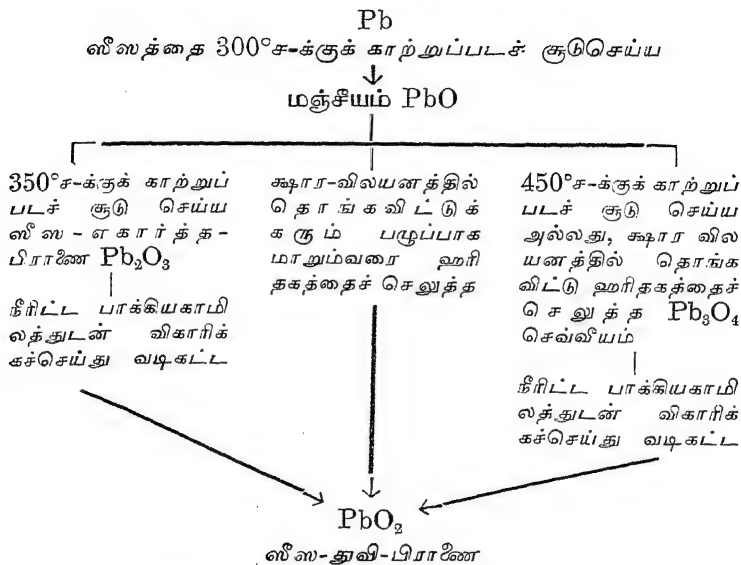 Pb
ஸீஸத்தை 300°ச-க்குக் காற்றுப்படச் சூடுசெய்ய
மஞ்சீயம் PbO
350°ச-க்குக் காற்றுப்
படச் சூடு செய்ய
ஸீஸ-எகார்த்த-
பிராணை Pb₂O₃
நீரிட்ட பாக்கியகாமி
லத்துடன் விகாரிக்
கச்செய்து வடிகட்ட
க்ஷார-விலயனத்தில்
தொங்கவிட்டுக்
கரும் பழுப்பாக
மாறும்வரை ஹரி
தகத்தைச் செலுத்த
450°ச-க்குக் காற்றுப்
படச் சூடு செய்ய
அல்லது, க்ஷார வில
யனத்தில் தொங்க
விட்டு ஹரிதகத்தைச்
செலுத்த Pb₃O₄
செவ்வீயம்
நீரிட்ட பாக்கியகாமி
லத்துடன் விகாரிக்
கச்செய்து வடிகட்ட
PbO₂
ஸீஸ-துவி-பிராணை